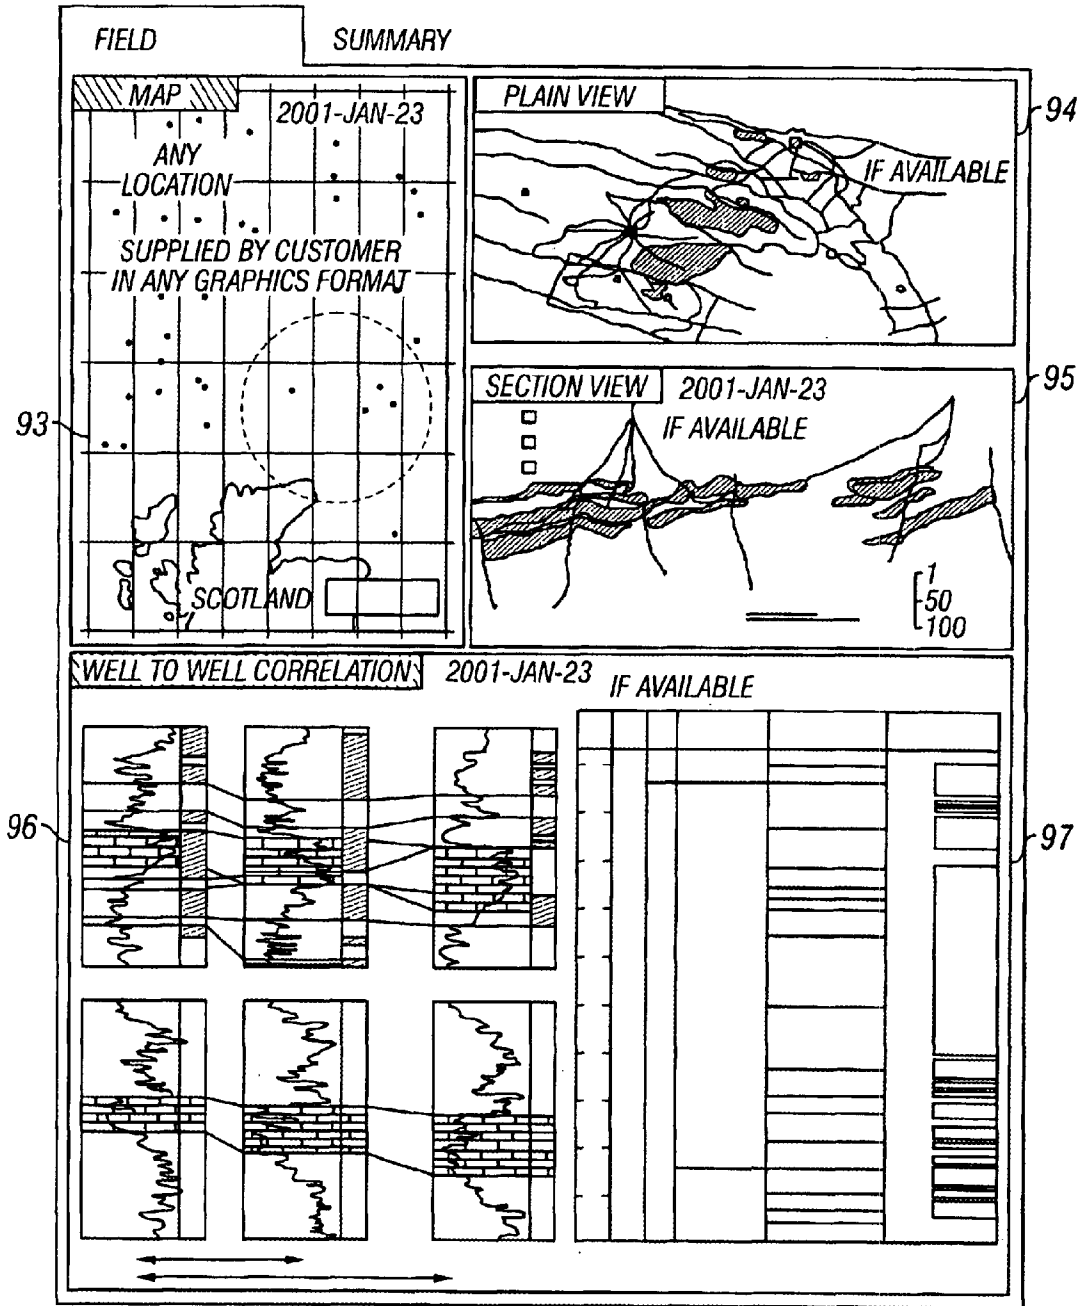 FIELD
SUMMARY
MAP
2001-JAN-23
ANY
LOCATION
SUPPLIED BY CUSTOMER
IN ANY GRAPHICS FORMAT
SCOTLAND
93
PLAIN VIEW
IF AVAILABLE
94
SECTION VIEW
2001-JAN-23
IF AVAILABLE
95
1
50
100
WELL TO WELL CORRELATION
2001-JAN-23
IF AVAILABLE
96
97